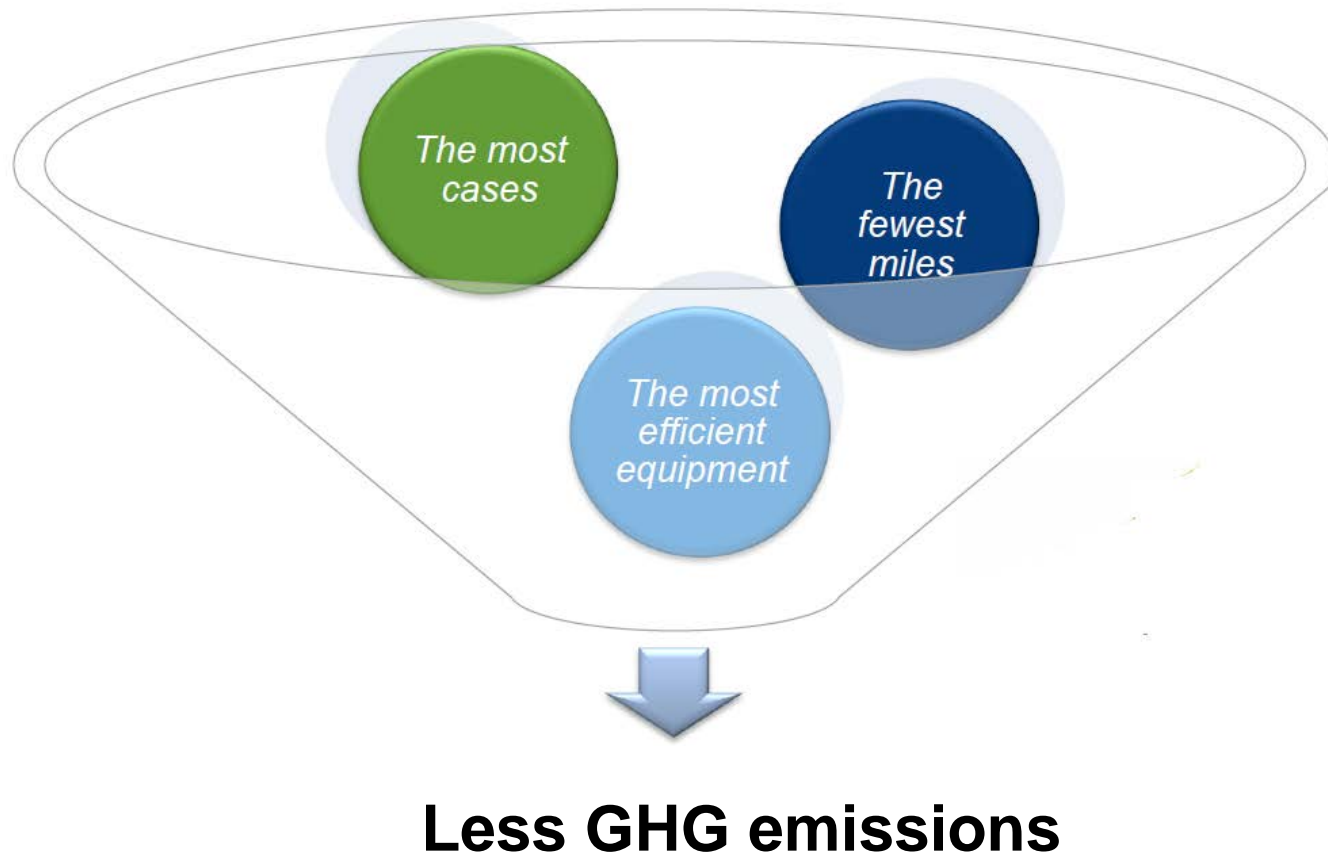 The most
cases
The
fewest
miles
The most
efficient
equipment
Less GHG emissions